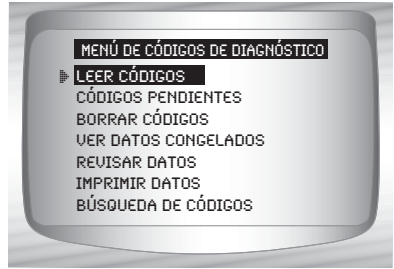 MENÚ DE CÓDIGOS DE DIAGNÓSTICO
LEER CÓDIGOS
CÓDIGOS PENDIENTES
BORRAR CÓDIGOS
VER DATOS CONGELADOS
REVISAR DATOS
IMPRIMIR DATOS
BÚSQUEDA DE CÓDIGOS